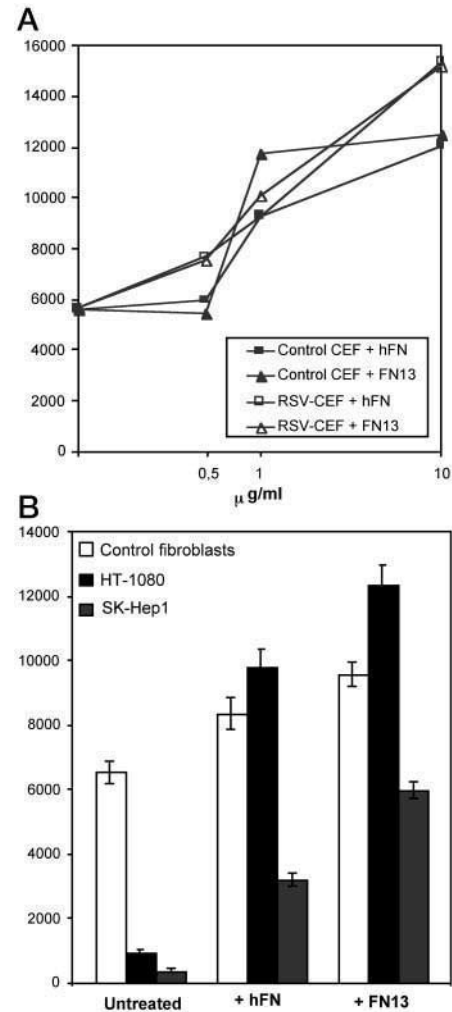 A
16000
14000
12000
10000
8000
6000
4000
2000
0
Control CEF + hFN
Control CEF + FN13
RSV-CEF + hFN
RSV-CEF + FN13
0,5 1 10
μ g/ml
B
14000
12000
10000
8000
6000
4000
2000
0
Control fibroblasts
HT-1080
SK-Hep1
Untreated + hFN + FN13